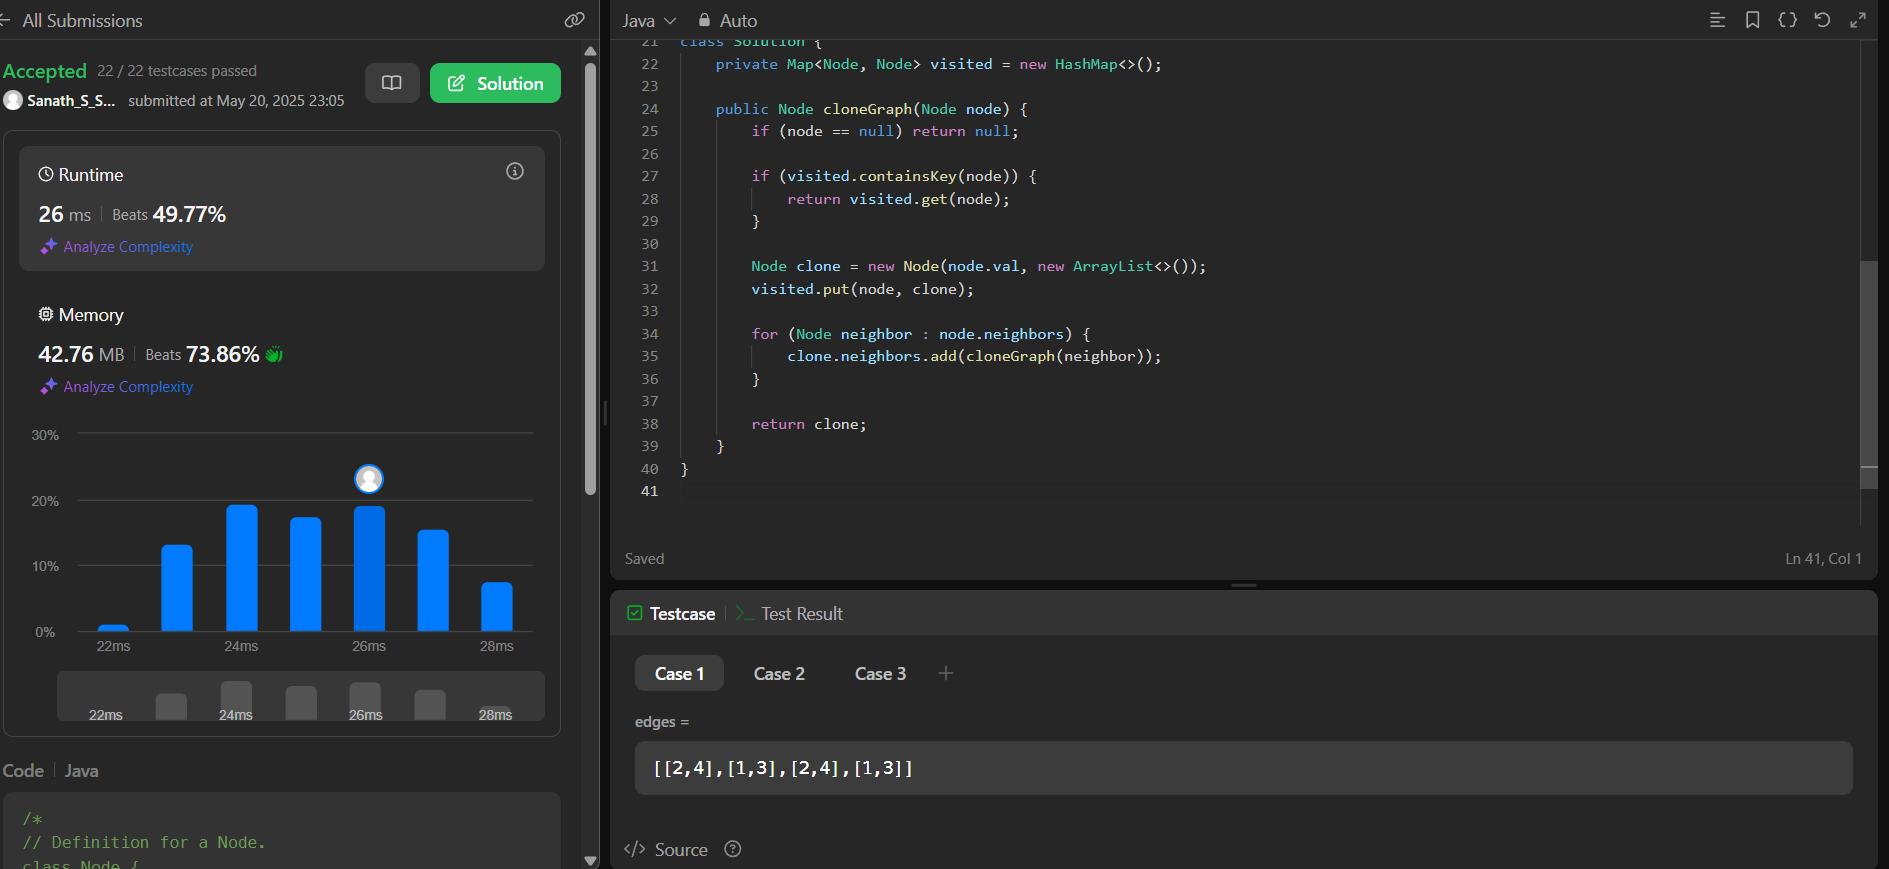 All Submissions
Accepted 22 / 22 testcases passed
Sanath_S_S... submitted at May 20, 2025 23:05
Solution
Runtime
26 ms Beats 49.77%
Analyze Complexity
Memory
42.76 MB Beats 73.86%
Analyze Complexity
30%
20%
10%
0%
22ms 24ms 26ms 28ms
22ms 24ms 26ms 28ms
Code Java
/*
// Definition for a Node.
class Node {
Java Auto
21 class Solution {
22 private Map<Node, Node> visited = new HashMap<>();
23
24 public Node cloneGraph(Node node) {
25 if (node == null) return null;
26
27 if (visited.containsKey(node)) {
28 return visited.get(node);
29 }
30
31 Node clone = new Node(node.val, new ArrayList<>());
32 visited.put(node, clone);
33
34 for (Node neighbor : node.neighbors) {
35 clone.neighbors.add(cloneGraph(neighbor));
36 }
37
38 return clone;
39 }
40 }
41
Saved Ln 41, Col 1
Testcase >_ Test Result
Case 1 Case 2 Case 3 +
edges =
[[2,4],[1,3],[2,4],[1,3]]
</> Source ?